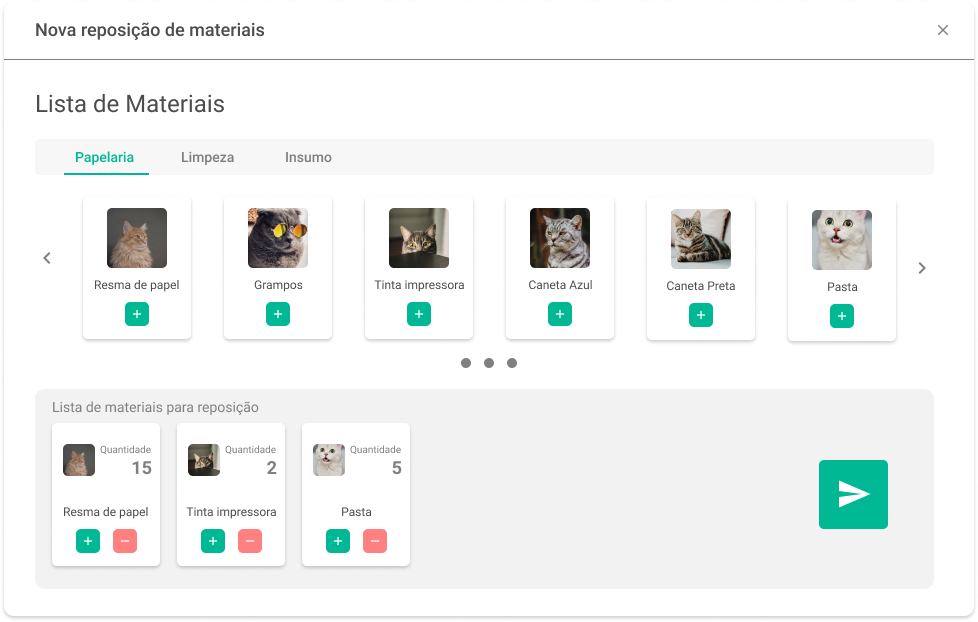 Nova reposição de materiais
Lista de Materiais
Papelaria Limpeza Insumo
Resma de papel Grampos Tinta impressora Caneta Azul Caneta Preta Pasta
Lista de materiais para reposição
Quantidade Quantidade Quantidade
15 2 5
Resma de papel Tinta impressora Pasta